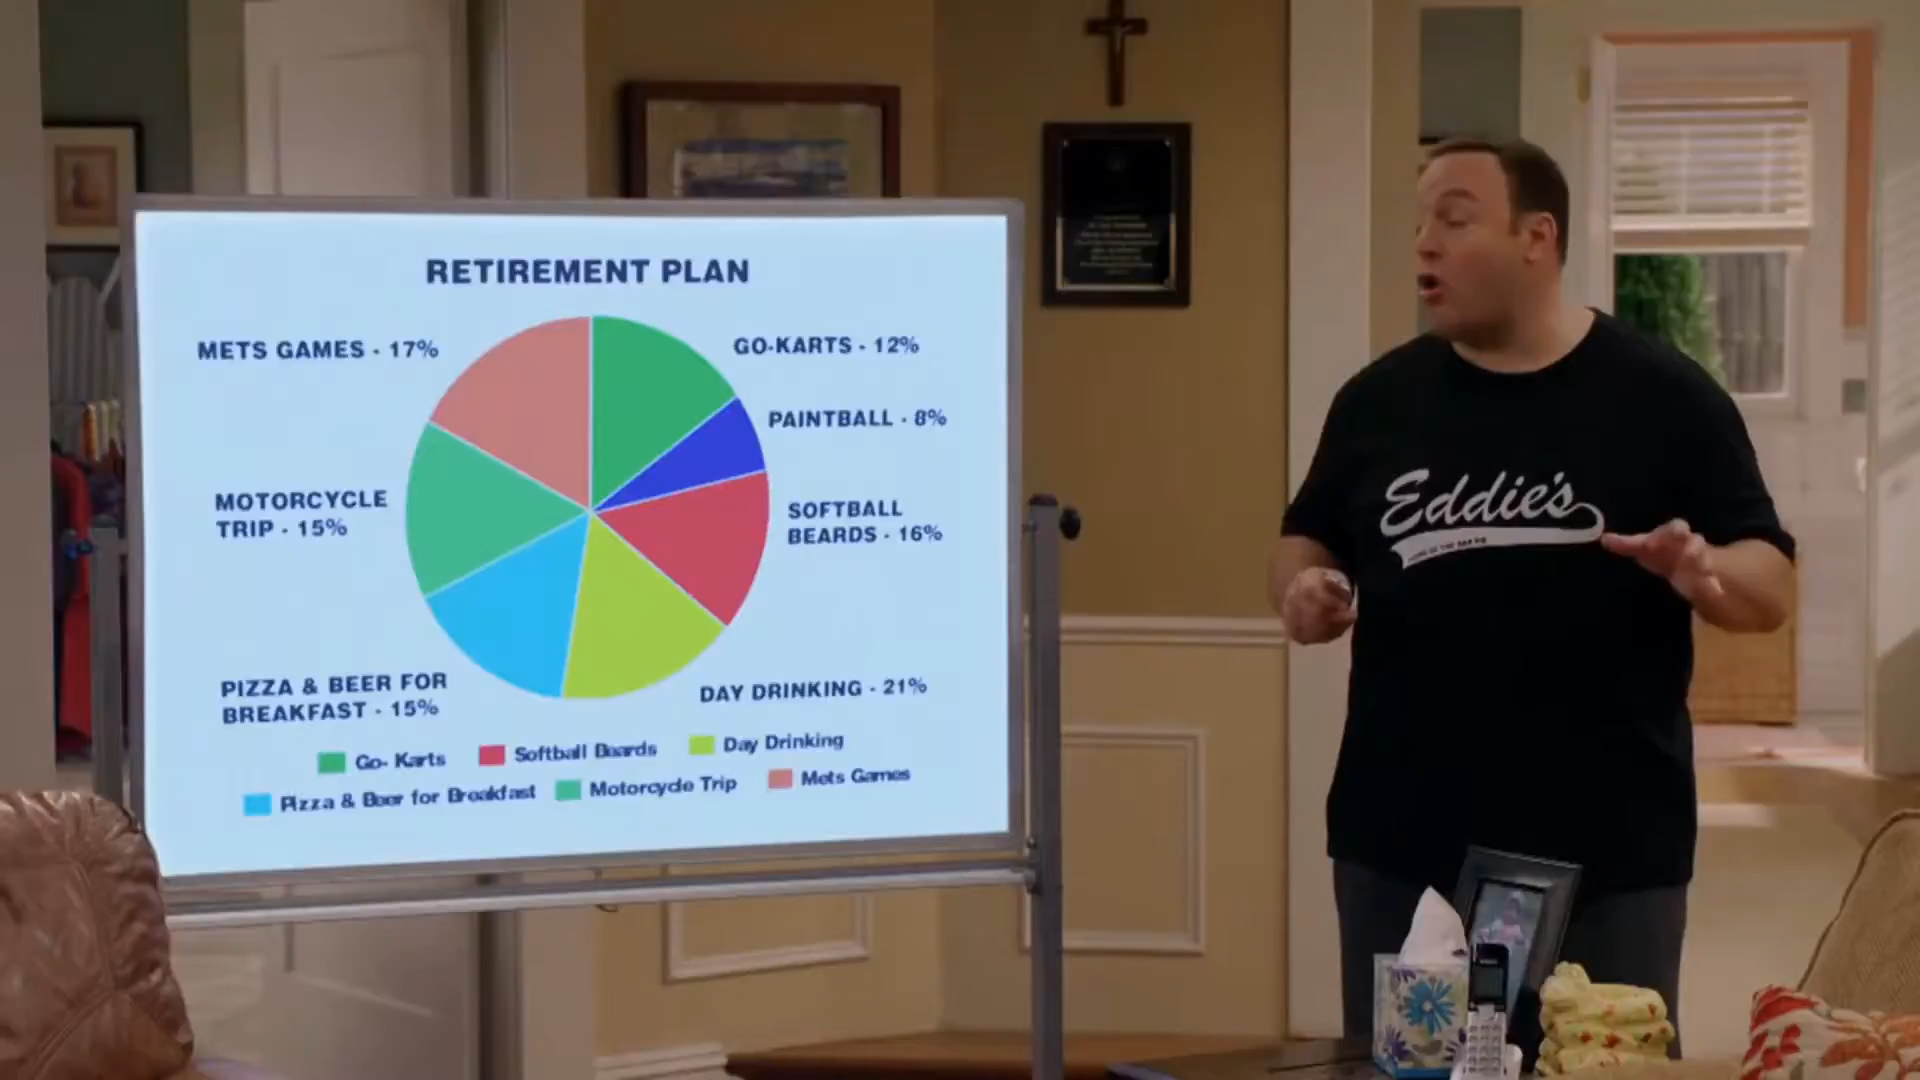 RETIREMENT PLAN
METS GAMES - 17%
GO-KARTS - 12%
PAINTBALL - 8%
MOTORCYCLE
TRIP - 15%
SOFTBALL
BEARDS - 16%
PIZZA & BEER FOR
BREAKFAST - 15%
DAY DRINKING - 21%
Go- Karts
Softball Beards
Day Drinking
Pizza & Beer for Breakfast
Motorcycle Trip
Mets Games
Eddie's